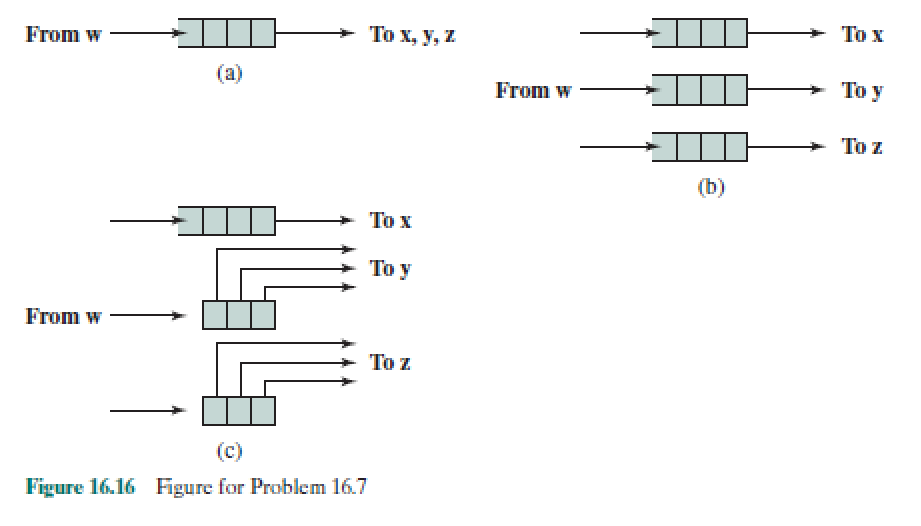 From w
To x, y, z
(a)
To x
From w
To y
To z
(b)
To x
To y
From w
To z
(c)
Figure 16.16 Figure for Problem 16.7